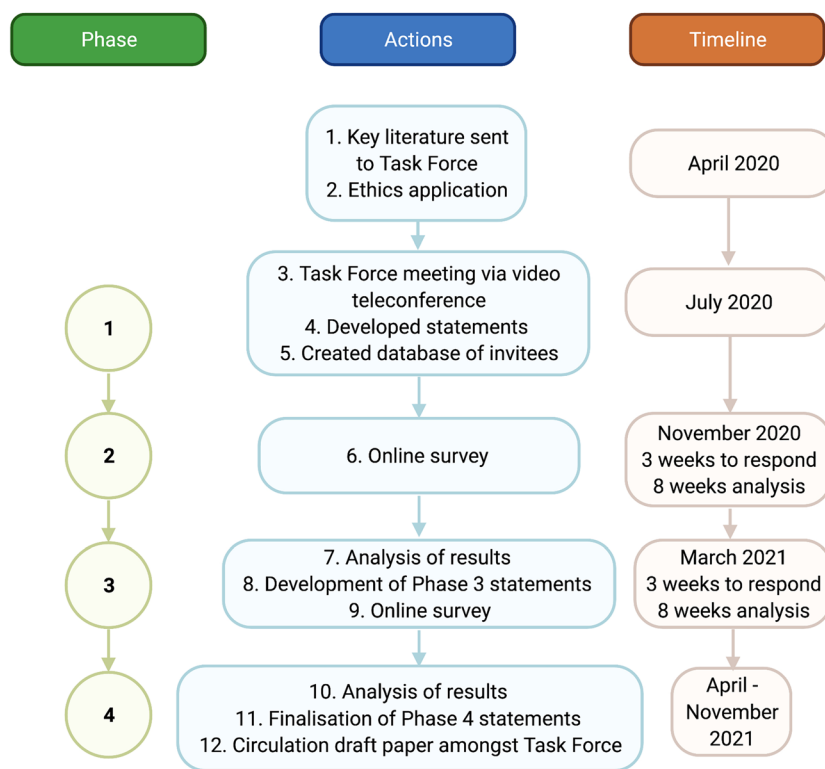 Phase
Actions
Timeline
1. Key literature sent
to Task Force
2. Ethics application
April 2020
1
3. Task Force meeting via video
teleconference
4. Developed statements
5. Created database of invitees
July 2020
2
6. Online survey
November 2020
3 weeks to respond
8 weeks analysis
3
7. Analysis of results
8. Development of Phase 3 statements
9. Online survey
March 2021
3 weeks to respond
8 weeks analysis
4
10. Analysis of results
11. Finalisation of Phase 4 statements
12. Circulation draft paper amongst Task Force
April -
November
2021